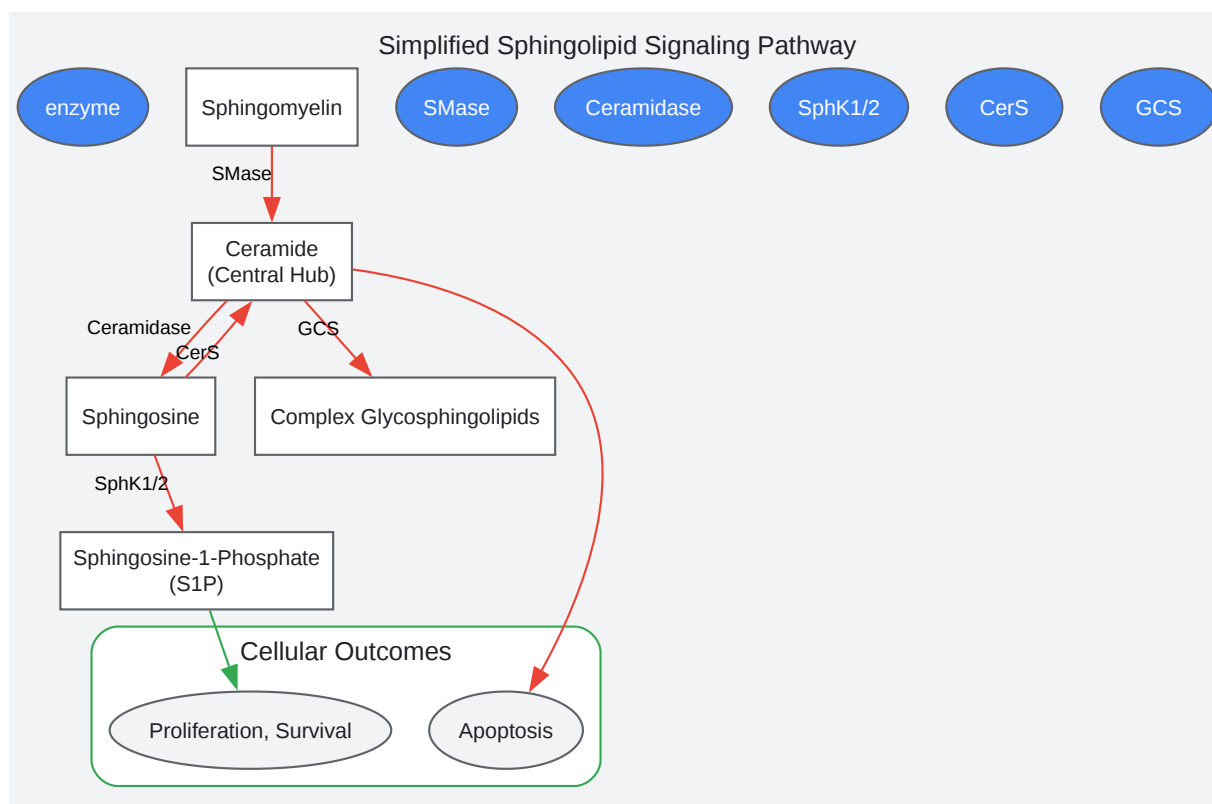 Simplified Sphingolipid Signaling Pathway
enzyme
Sphingomyelin
SMase
Ceramidase
SphK1/2
CerS
GCS
SMase
Ceramide
(Central Hub)
Ceramidase
GCS
CerS
Sphingosine
Complex Glycosphingolipids
SphK1/2
Sphingosine-1-Phosphate
(S1P)
Cellular Outcomes
Proliferation, Survival
Apoptosis